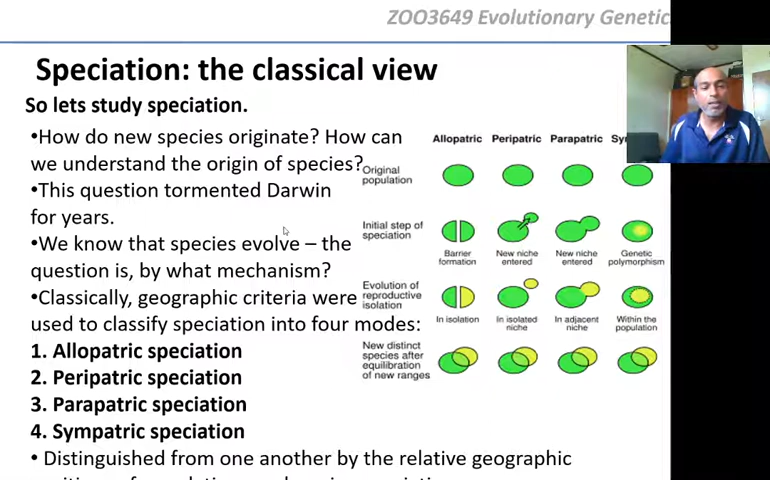 ZOO3649 Evolutionary Genetic
Speciation: the classical view
So lets study speciation.
•How do new species originate? How can
we understand the origin of species?
•This question tormented Darwin
for years.
•We know that species evolve – the
question is, by what mechanism?
•Classically, geographic criteria were
used to classify speciation into four modes:
1. Allopatric speciation
2. Peripatric speciation
3. Parapatric speciation
4. Sympatric speciation
• Distinguished from one another by the relative geographic
Allopatric Peripatric Parapatric
Original
population
Initial step of
speciation
Barrier
formation
New niche
entered
New niche
entered
Genetic
polymorphism
Evolution of
reproductive
isolation
In isolation
In isolated
niche
In adjacent
niche
Within the
population
New distinct
species after
equilibration
of new ranges